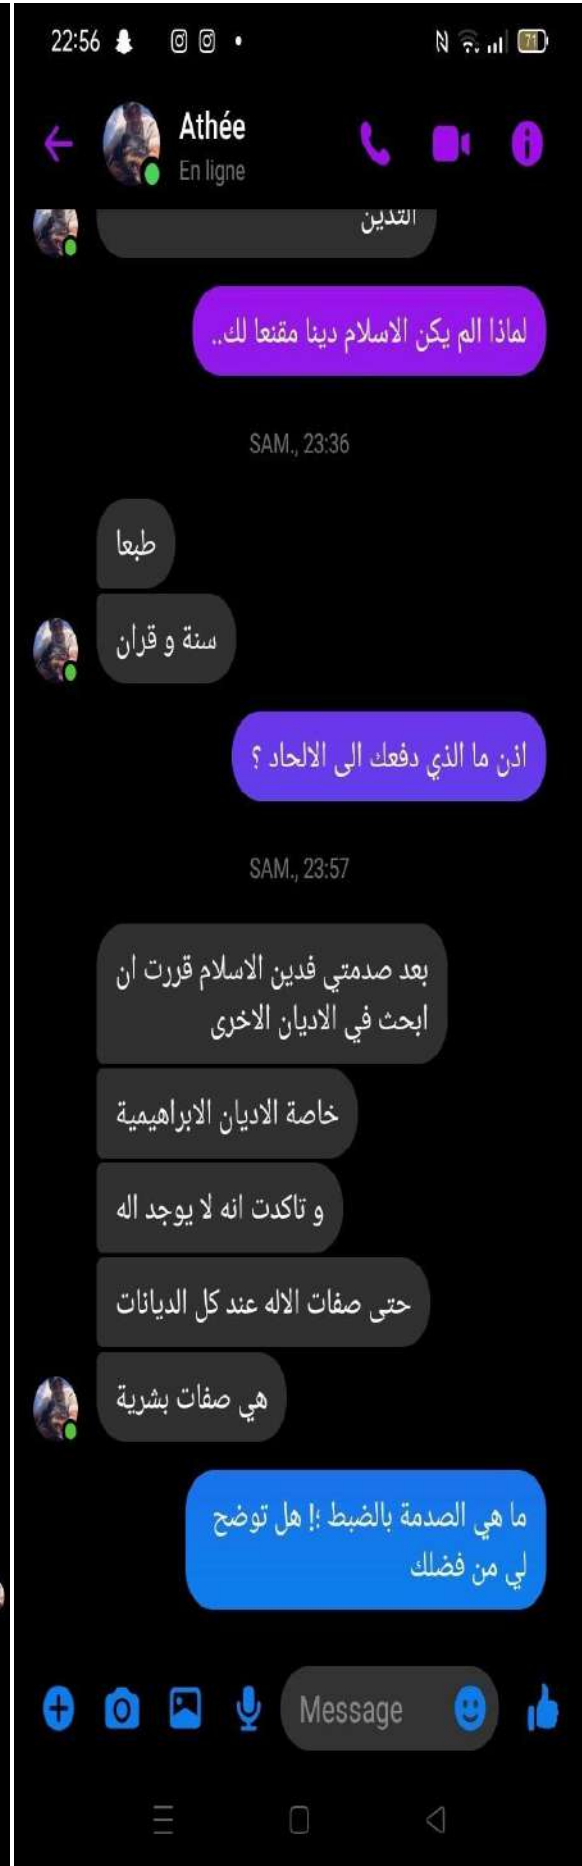 22:56
71
Athée
En ligne
التدين
لماذا الم يكن الاسلام دينا مقنعا لك..
SAM., 23:36
طبعا
سنة و قران
اذن ما الذي دفعك الى الالحاد ؟
SAM., 23:57
بعد صدمتي فدين الاسلام قررت ان
ابحث في الاديان الاخرى
خاصة الاديان الابراهيمية
و تاكدت انه لا يوجد اله
حتى صفات الاله عند كل الديانات
هي صفات بشرية
ما هي الصدمة بالضبط ؛! هل توضح
لي من فضلك
Message